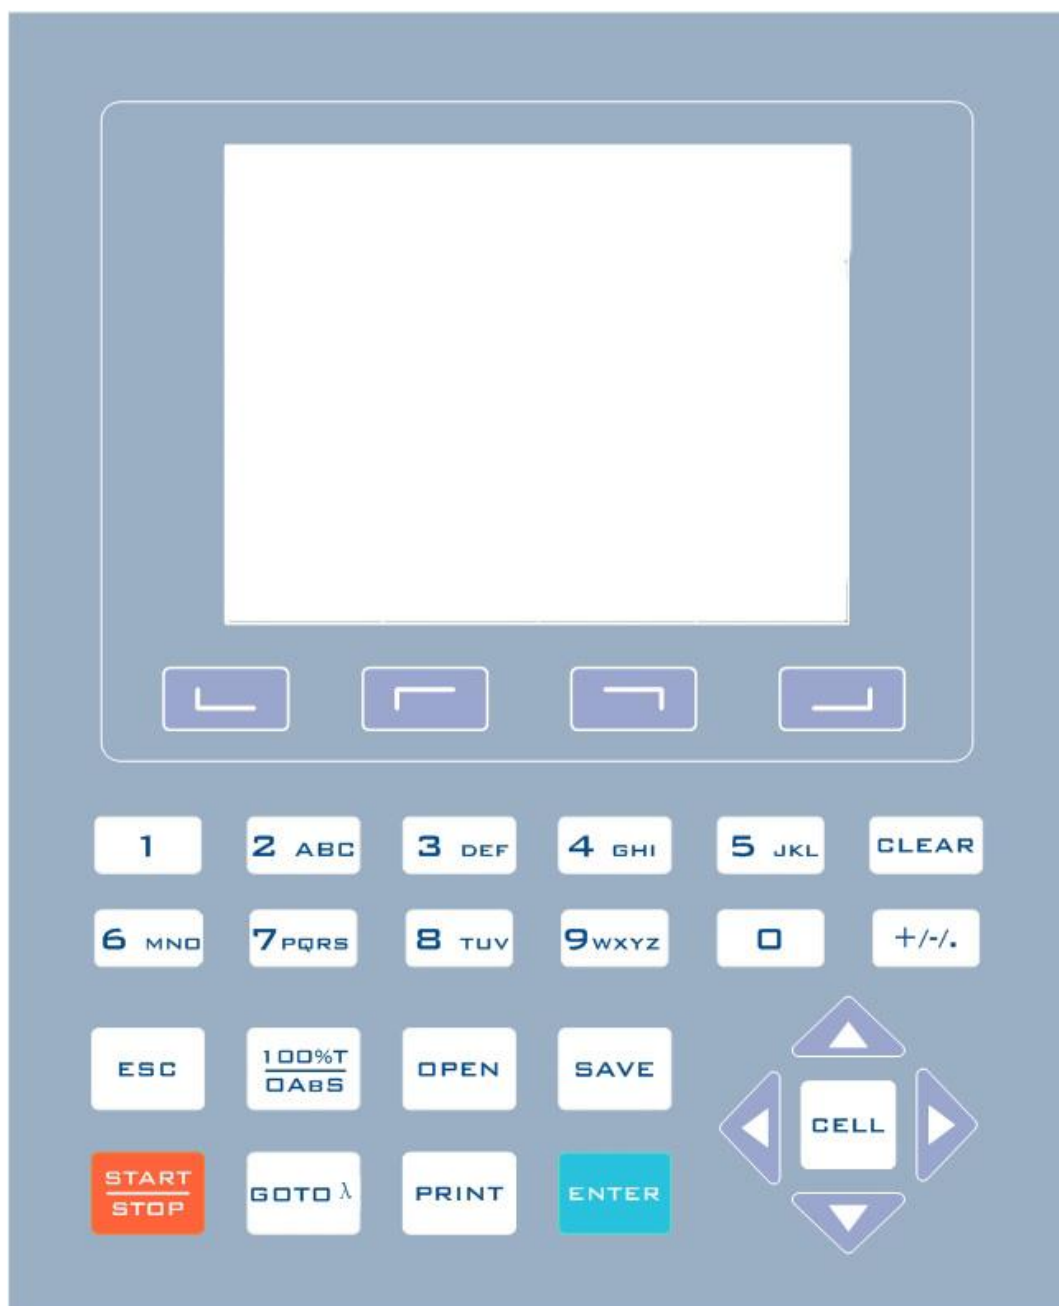 1
2 ABC
3 DEF
4 GHI
5 JKL
CLEAR
6 MNO
7PQRS
8 TUV
9WXYZ
0
+/-/.
ESC
100%T
0ABS
OPEN
SAVE
CELL
START
STOP
GOTO λ
PRINT
ENTER